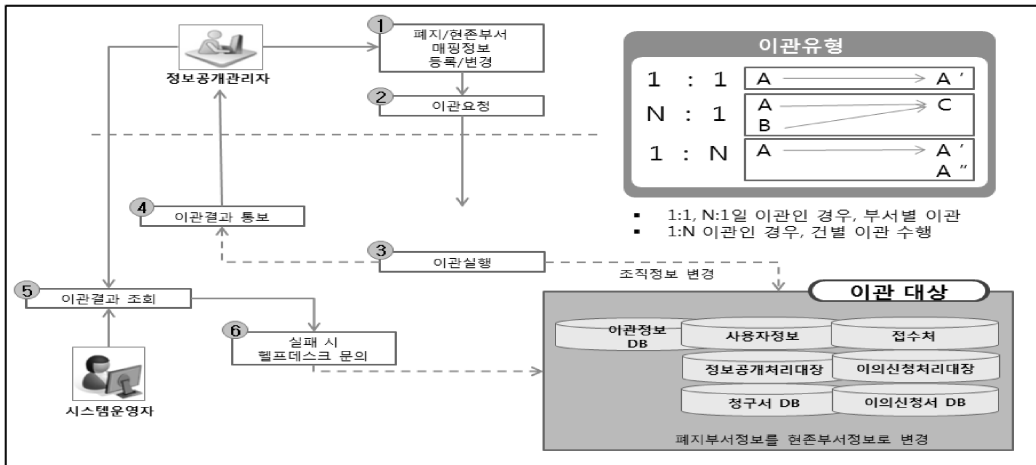 정보공개관리자
1
폐지/현존부서
매핑정보
등록/변경
2
이관요청
이관유형
1 : 1
A
A ′
N : 1
A
C
B
1 : N
A
A ′
A ″
▪ 1:1, N:1일 이관인 경우, 부서별 이관
▪ 1:N 이관인 경우, 건별 이관 수행
4
이관결과 통보
3
이관실행
조직정보 변경
5
이관결과 조회
6
실패 시
헬프데스크 문의
시스템운영자
이관 대상
이관정보
DB
사용자정보
접수처
정보공개처리대장
이의신청처리대장
청구서 DB
이의신청서 DB
폐지부서정보를 현존부서정보로 변경